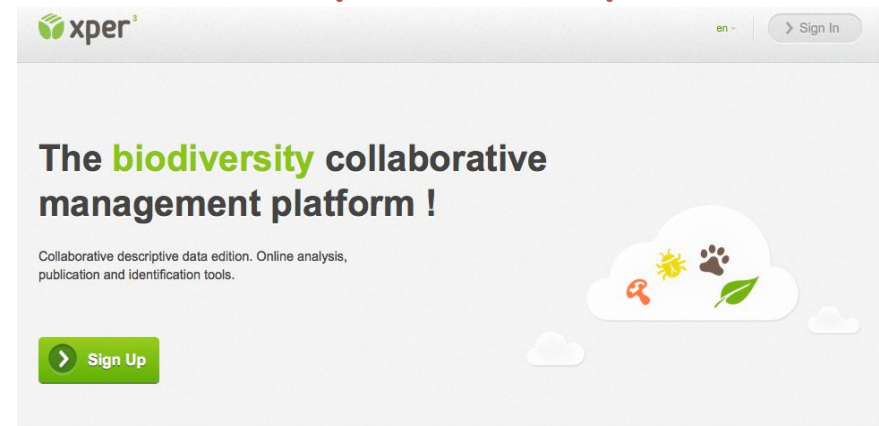 xper³
en
Sign In
The biodiversity collaborative
management platform !
Collaborative descriptive data edition. Online analysis,
publication and identification tools.
Sign Up